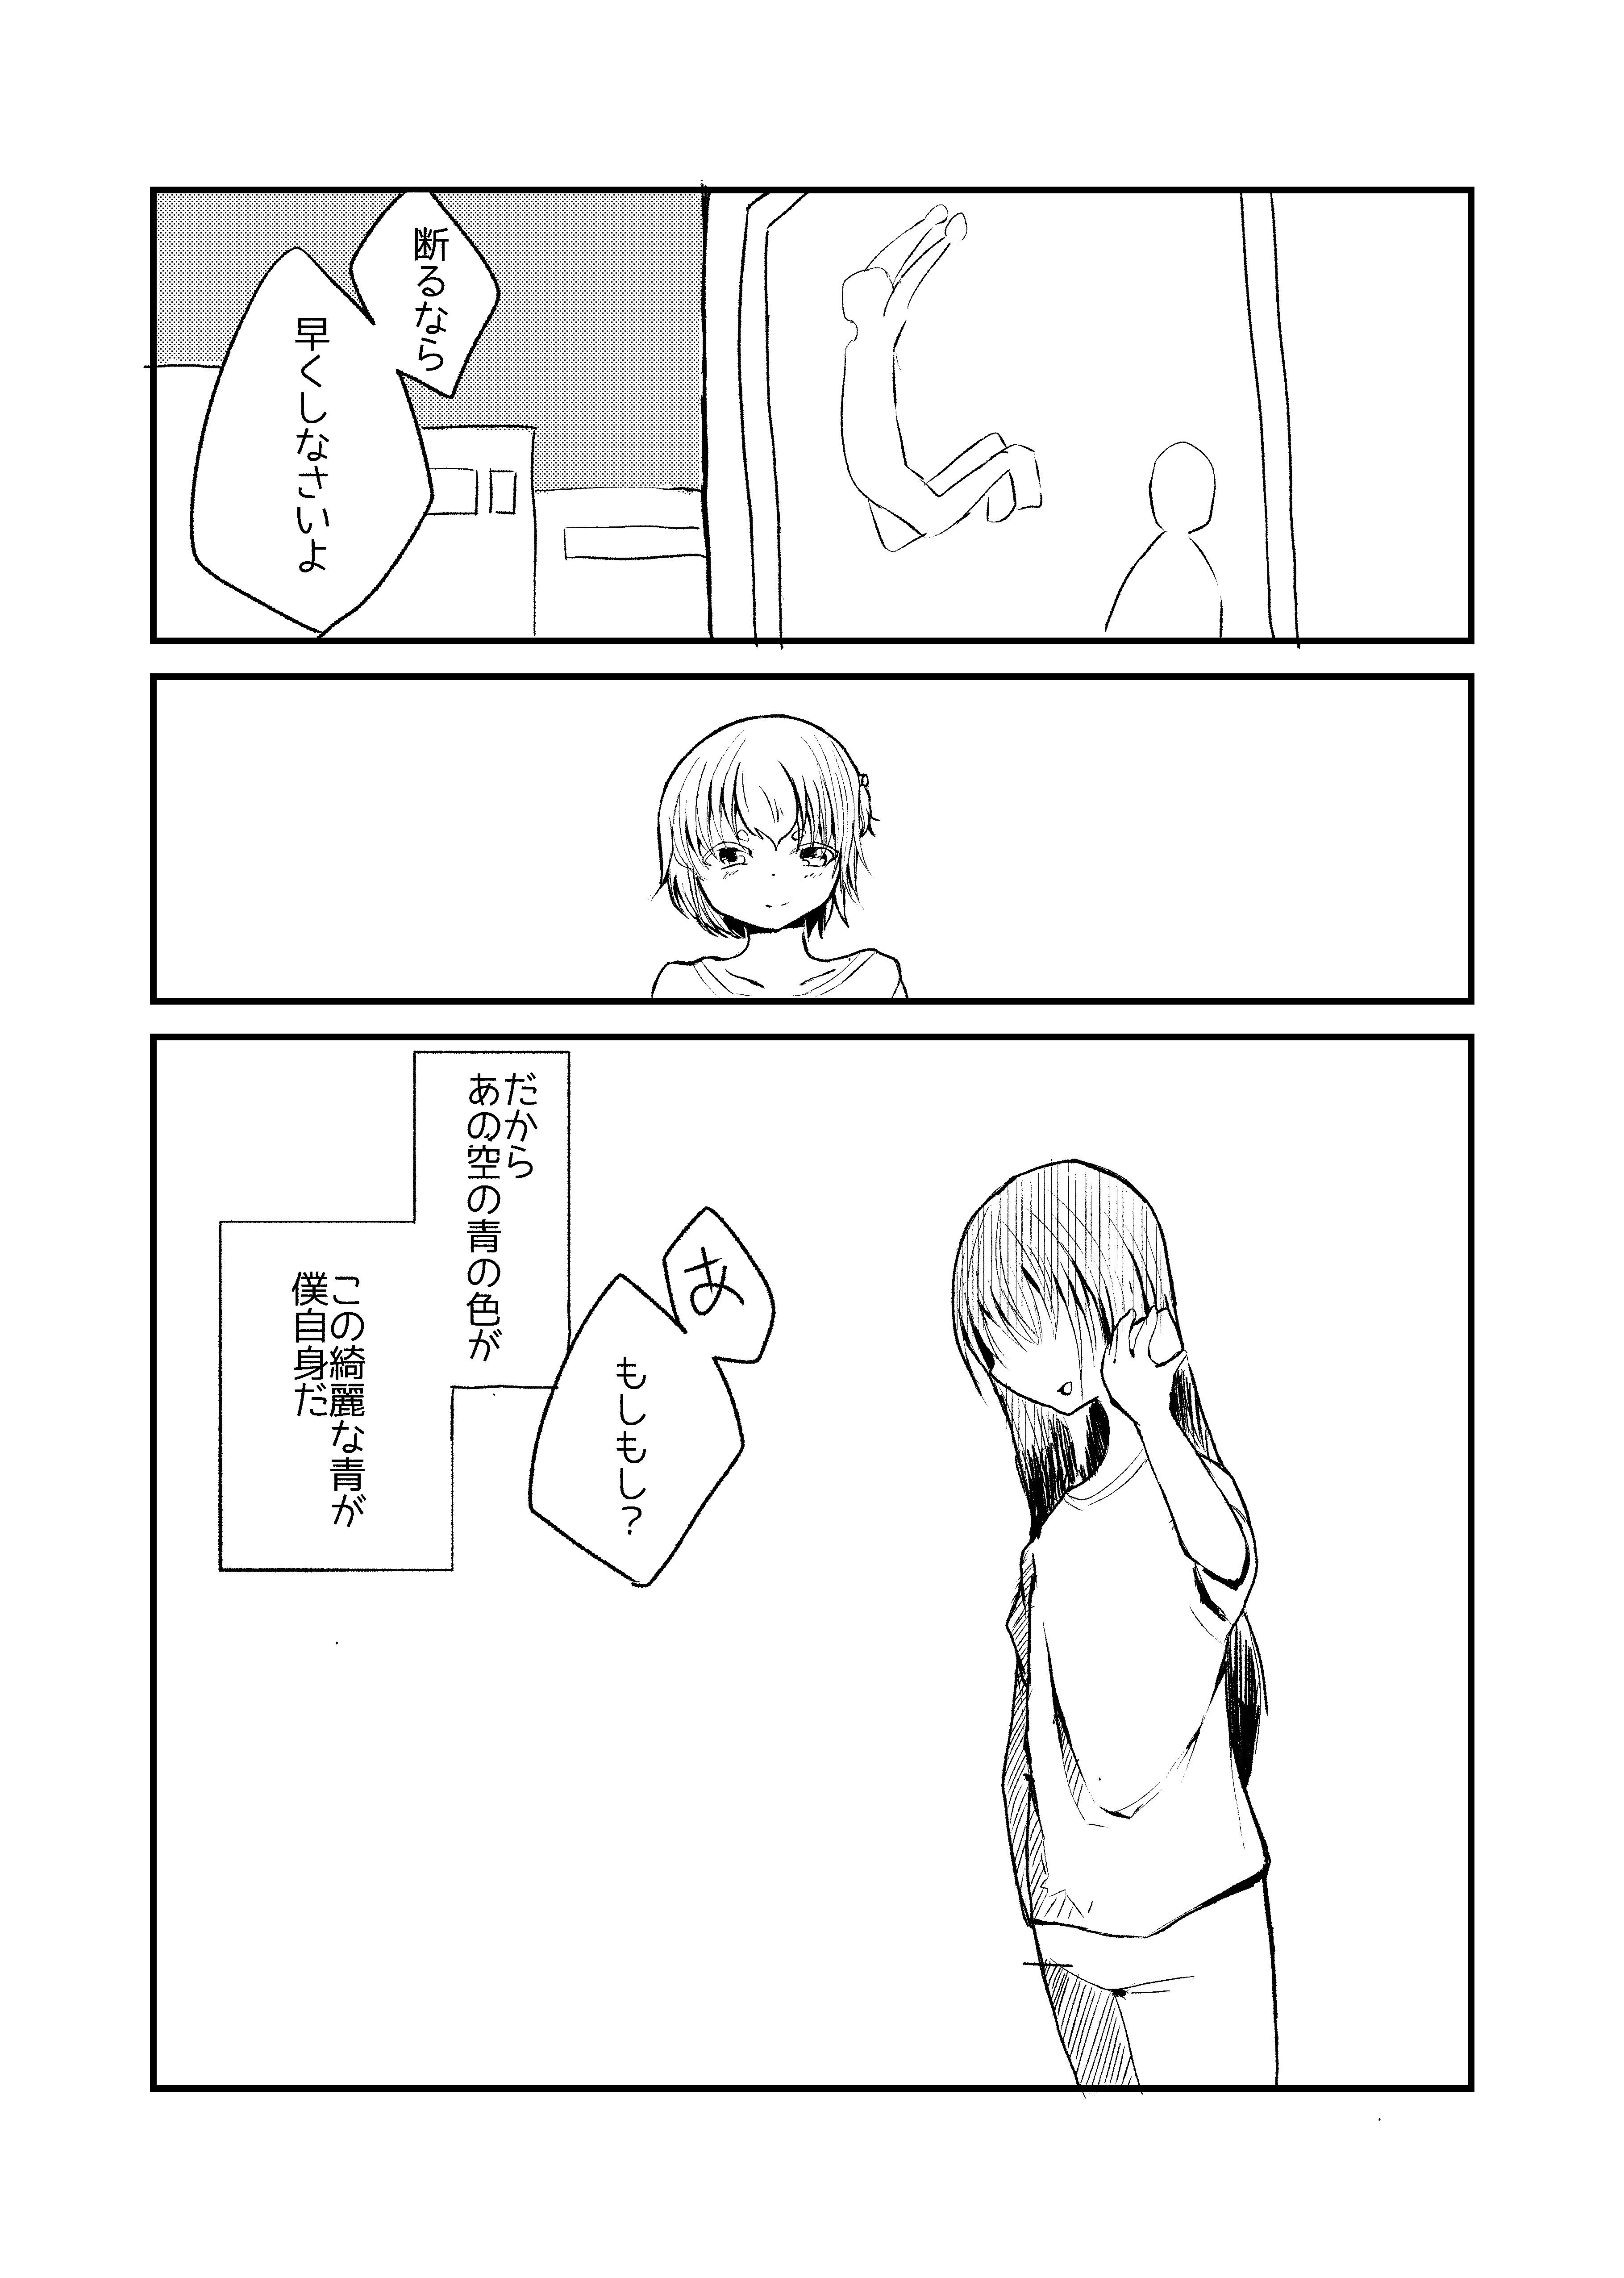 断るなら
早くしなさいよ
あ
もしもし？
だから
あの空の青の色が
この綺麗な青が
僕自身だ